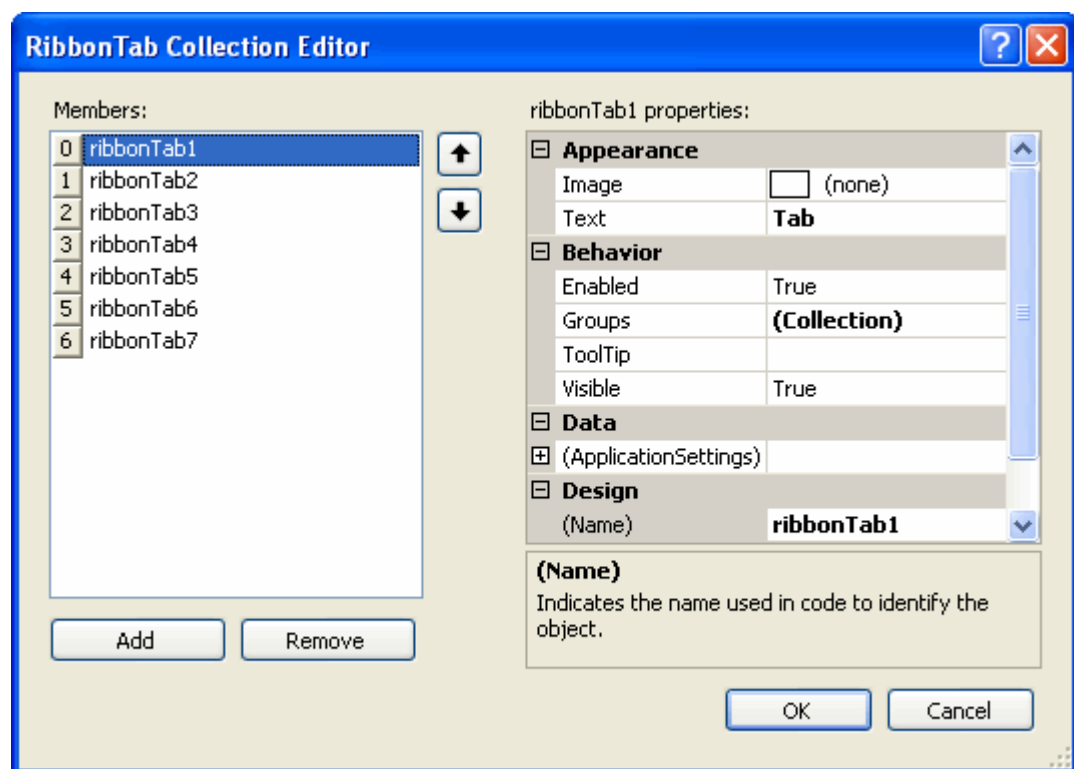 RibbonTab Collection Editor
Members:
0 ribbonTab1
1 ribbonTab2
2 ribbonTab3
3 ribbonTab4
4 ribbonTab5
5 ribbonTab6
6 ribbonTab7
Add Remove
ribbonTab1 properties:
Appearance
Image (none)
Text Tab
Behavior
Enabled True
Groups (Collection)
ToolTip
Visible True
Data
(ApplicationSettings)
Design
(Name) ribbonTab1
(Name)
Indicates the name used in code to identify the
object.
OK Cancel